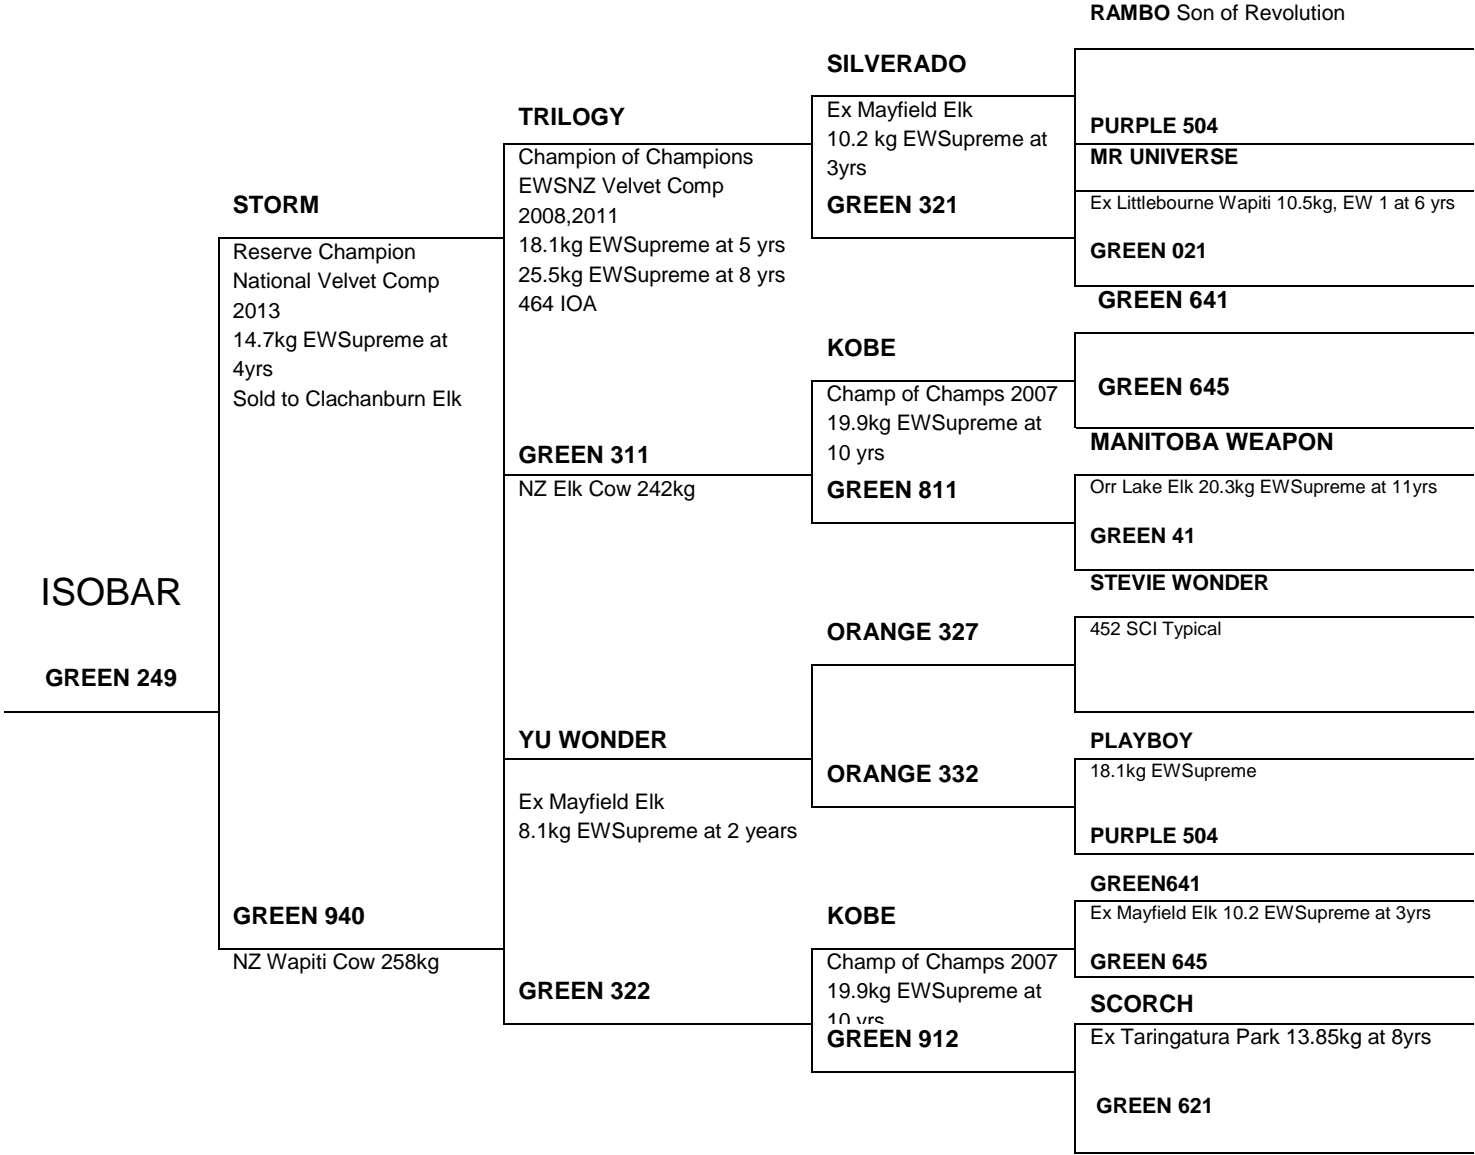 RAMBO Son of Revolution
SILVERADO
Ex Mayfield Elk
10.2 kg EWSupreme at
3yrs
GREEN 321
PURPLE 504
MR UNIVERSE
Ex Littlebourne Wapiti 10.5kg, EW 1 at 6 yrs
GREEN 021
TRILOGY
Champion of Champions
EWSNZ Velvet Comp
2008,2011
18.1kg EWSupreme at 5 yrs
25.5kg EWSupreme at 8 yrs
464 IOA
STORM
Reserve Champion
National Velvet Comp
2013
14.7kg EWSupreme at
4yrs
Sold to Clachanburn Elk
GREEN 641
KOBE
Champ of Champs 2007
19.9kg EWSupreme at
10 yrs
GREEN 811
GREEN 645
MANITOBA WEAPON
Orr Lake Elk 20.3kg EWSupreme at 11yrs
GREEN 41
GREEN 311
NZ Elk Cow 242kg
ISOBAR
GREEN 249
STEVIE WONDER
452 SCI Typical
ORANGE 327
YU WONDER
Ex Mayfield Elk
8.1kg EWSupreme at 2 years
ORANGE 332
PLAYBOY
18.1kg EWSupreme
PURPLE 504
GREEN 940
NZ Wapiti Cow 258kg
GREEN 322
KOBE
Champ of Champs 2007
19.9kg EWSupreme at
10 yrs
GREEN 912
GREEN641
Ex Mayfield Elk 10.2 EWSupreme at 3yrs
GREEN 645
SCORCH
Ex Taringatura Park 13.85kg at 8yrs
GREEN 621